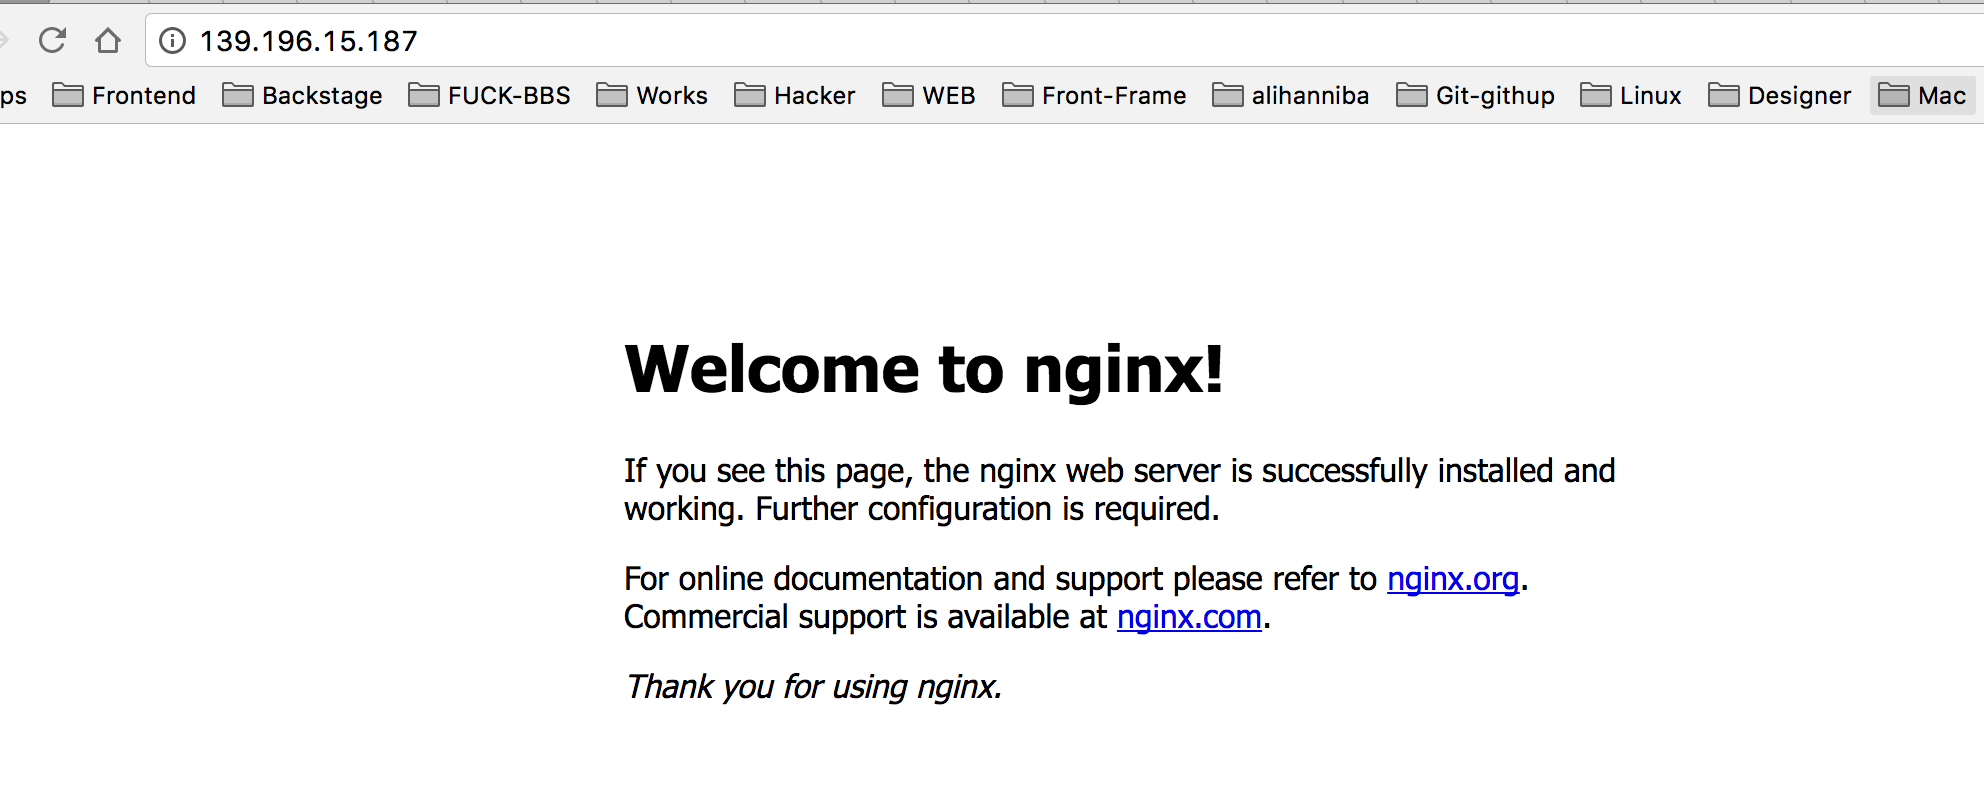 139.196.15.187
ps Frontend Backstage FUCK-BBS Works Hacker WEB Front-Frame alihanniba Git-githup Linux Designer Mac
Welcome to nginx!
If you see this page, the nginx web server is successfully installed and
working. Further configuration is required.
For online documentation and support please refer to nginx.org.
Commercial support is available at nginx.com.
Thank you for using nginx.